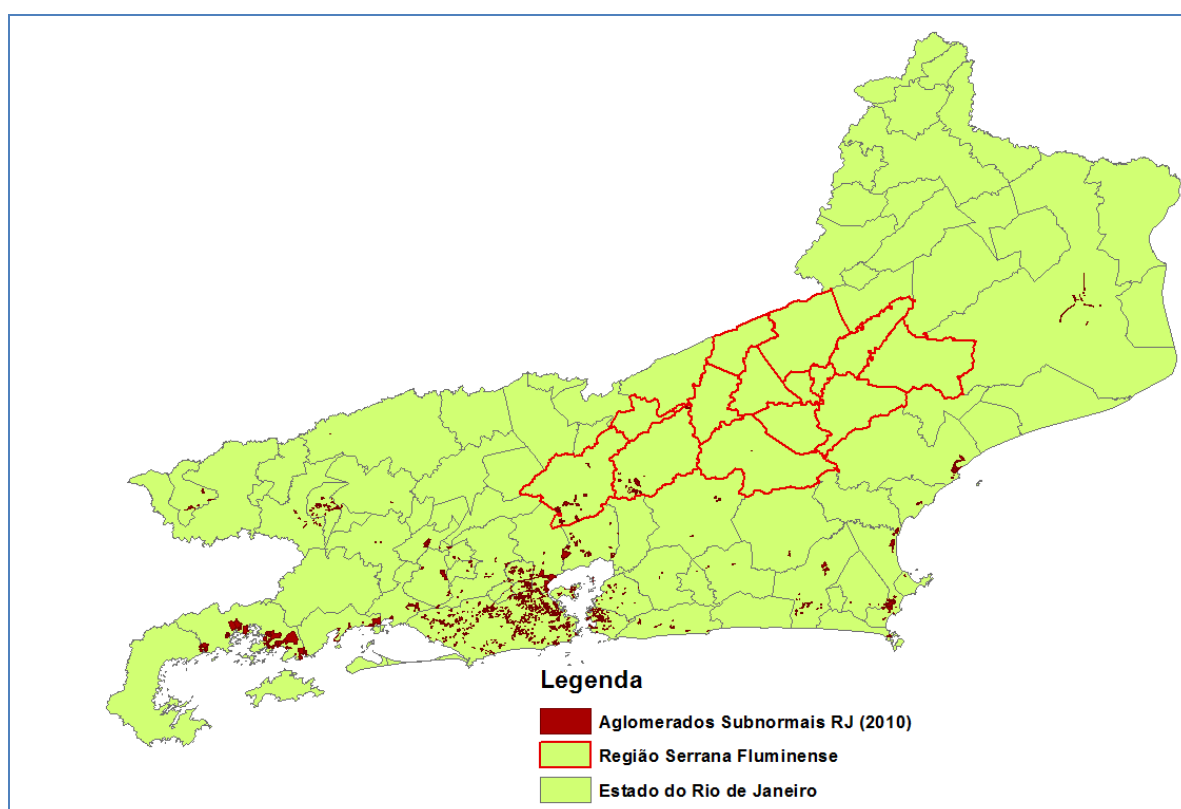 Legenda
Aglomerados Subnormais RJ (2010)
Região Serrana Fluminense
Estado do Rio de Janeiro